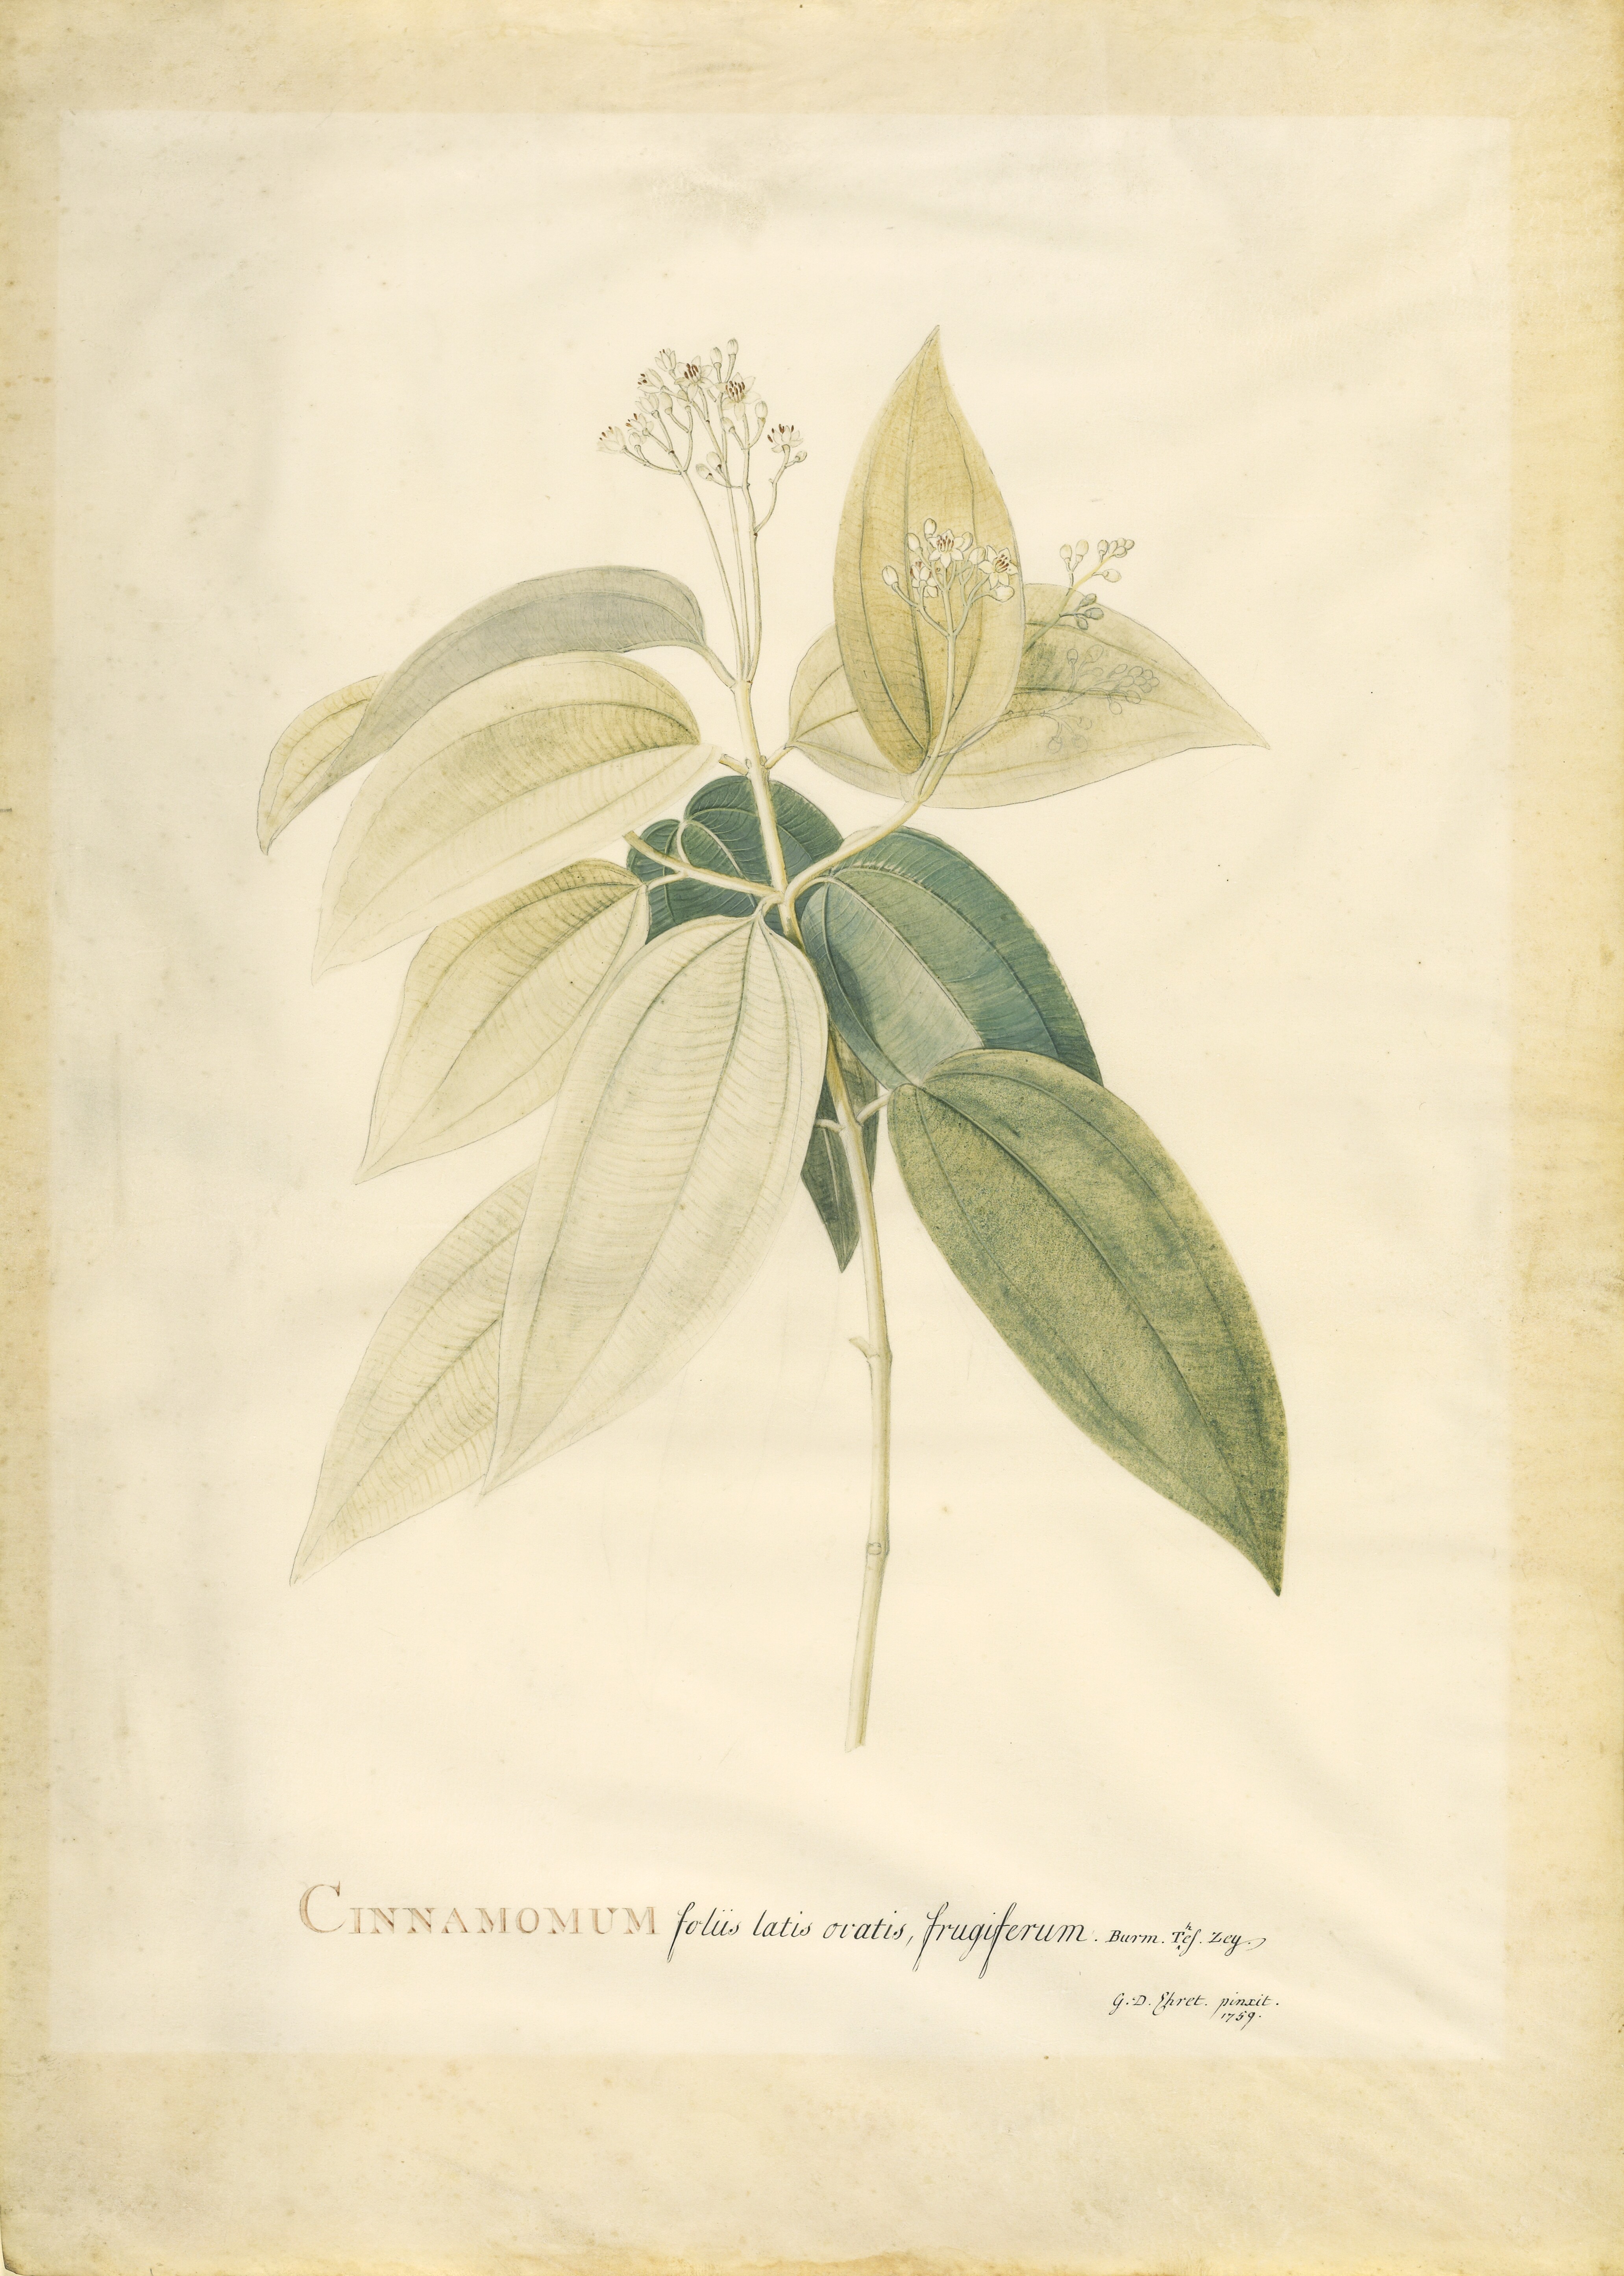 CINNAMOMUM foliis latis ovatis, frugiferum. Burm. Thes. Zey.
G. D. Ehret. pinxit.
1759.